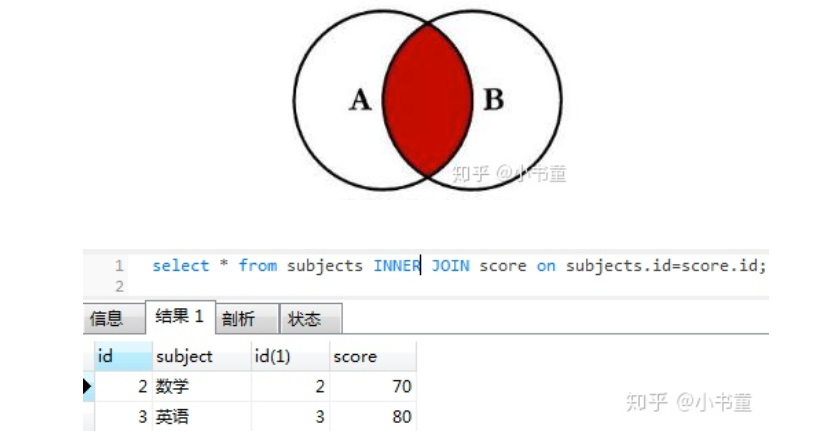 A B
知乎 @小书童
1 select * from subjects INNER JOIN score on subjects.id=score.id;
2
信息 结果 1 剖析 状态
id subject id(1) score
2 数学 2 70
3 英语 3 80
知乎 @小书童